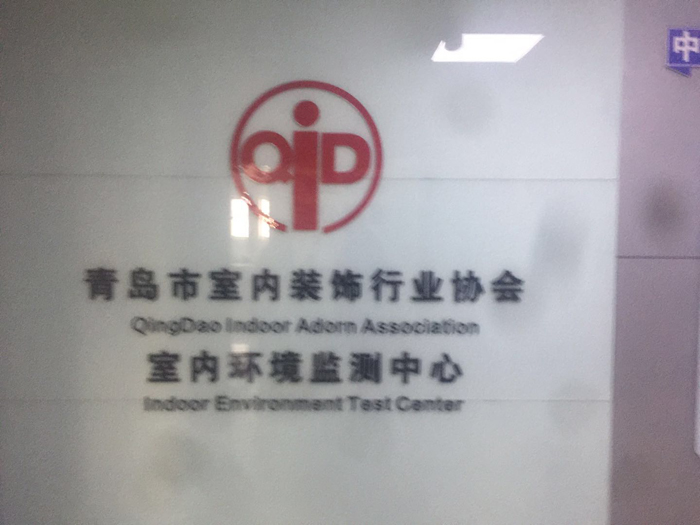 QiD
中
青岛市室内装饰行业协会
QingDao Indoor Adorn Association
室内环境监测中心
Indoor Environment Test Center